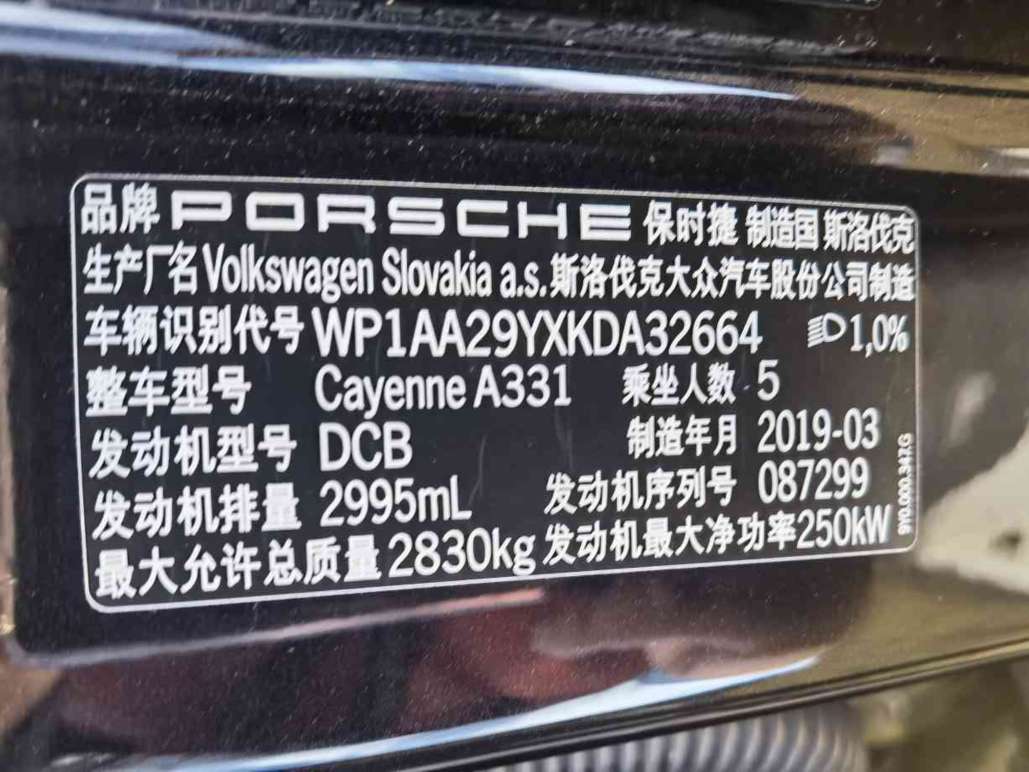 品牌 PORSCHE 保时捷 制造国 斯洛伐克
生产厂名 Volkswagen Slovakia a.s. 斯洛伐克大众汽车股份公司制造
车辆识别代号 WP1AA29YXKDA32664 1,0%
整车型号 Cayenne A331 乘坐人数 5
发动机型号 DCB 制造年月 2019-03
发动机排量 2995mL 发动机序列号 087299
最大允许总质量 2830kg 发动机最大净功率 250kW
9Y0.000.347.G